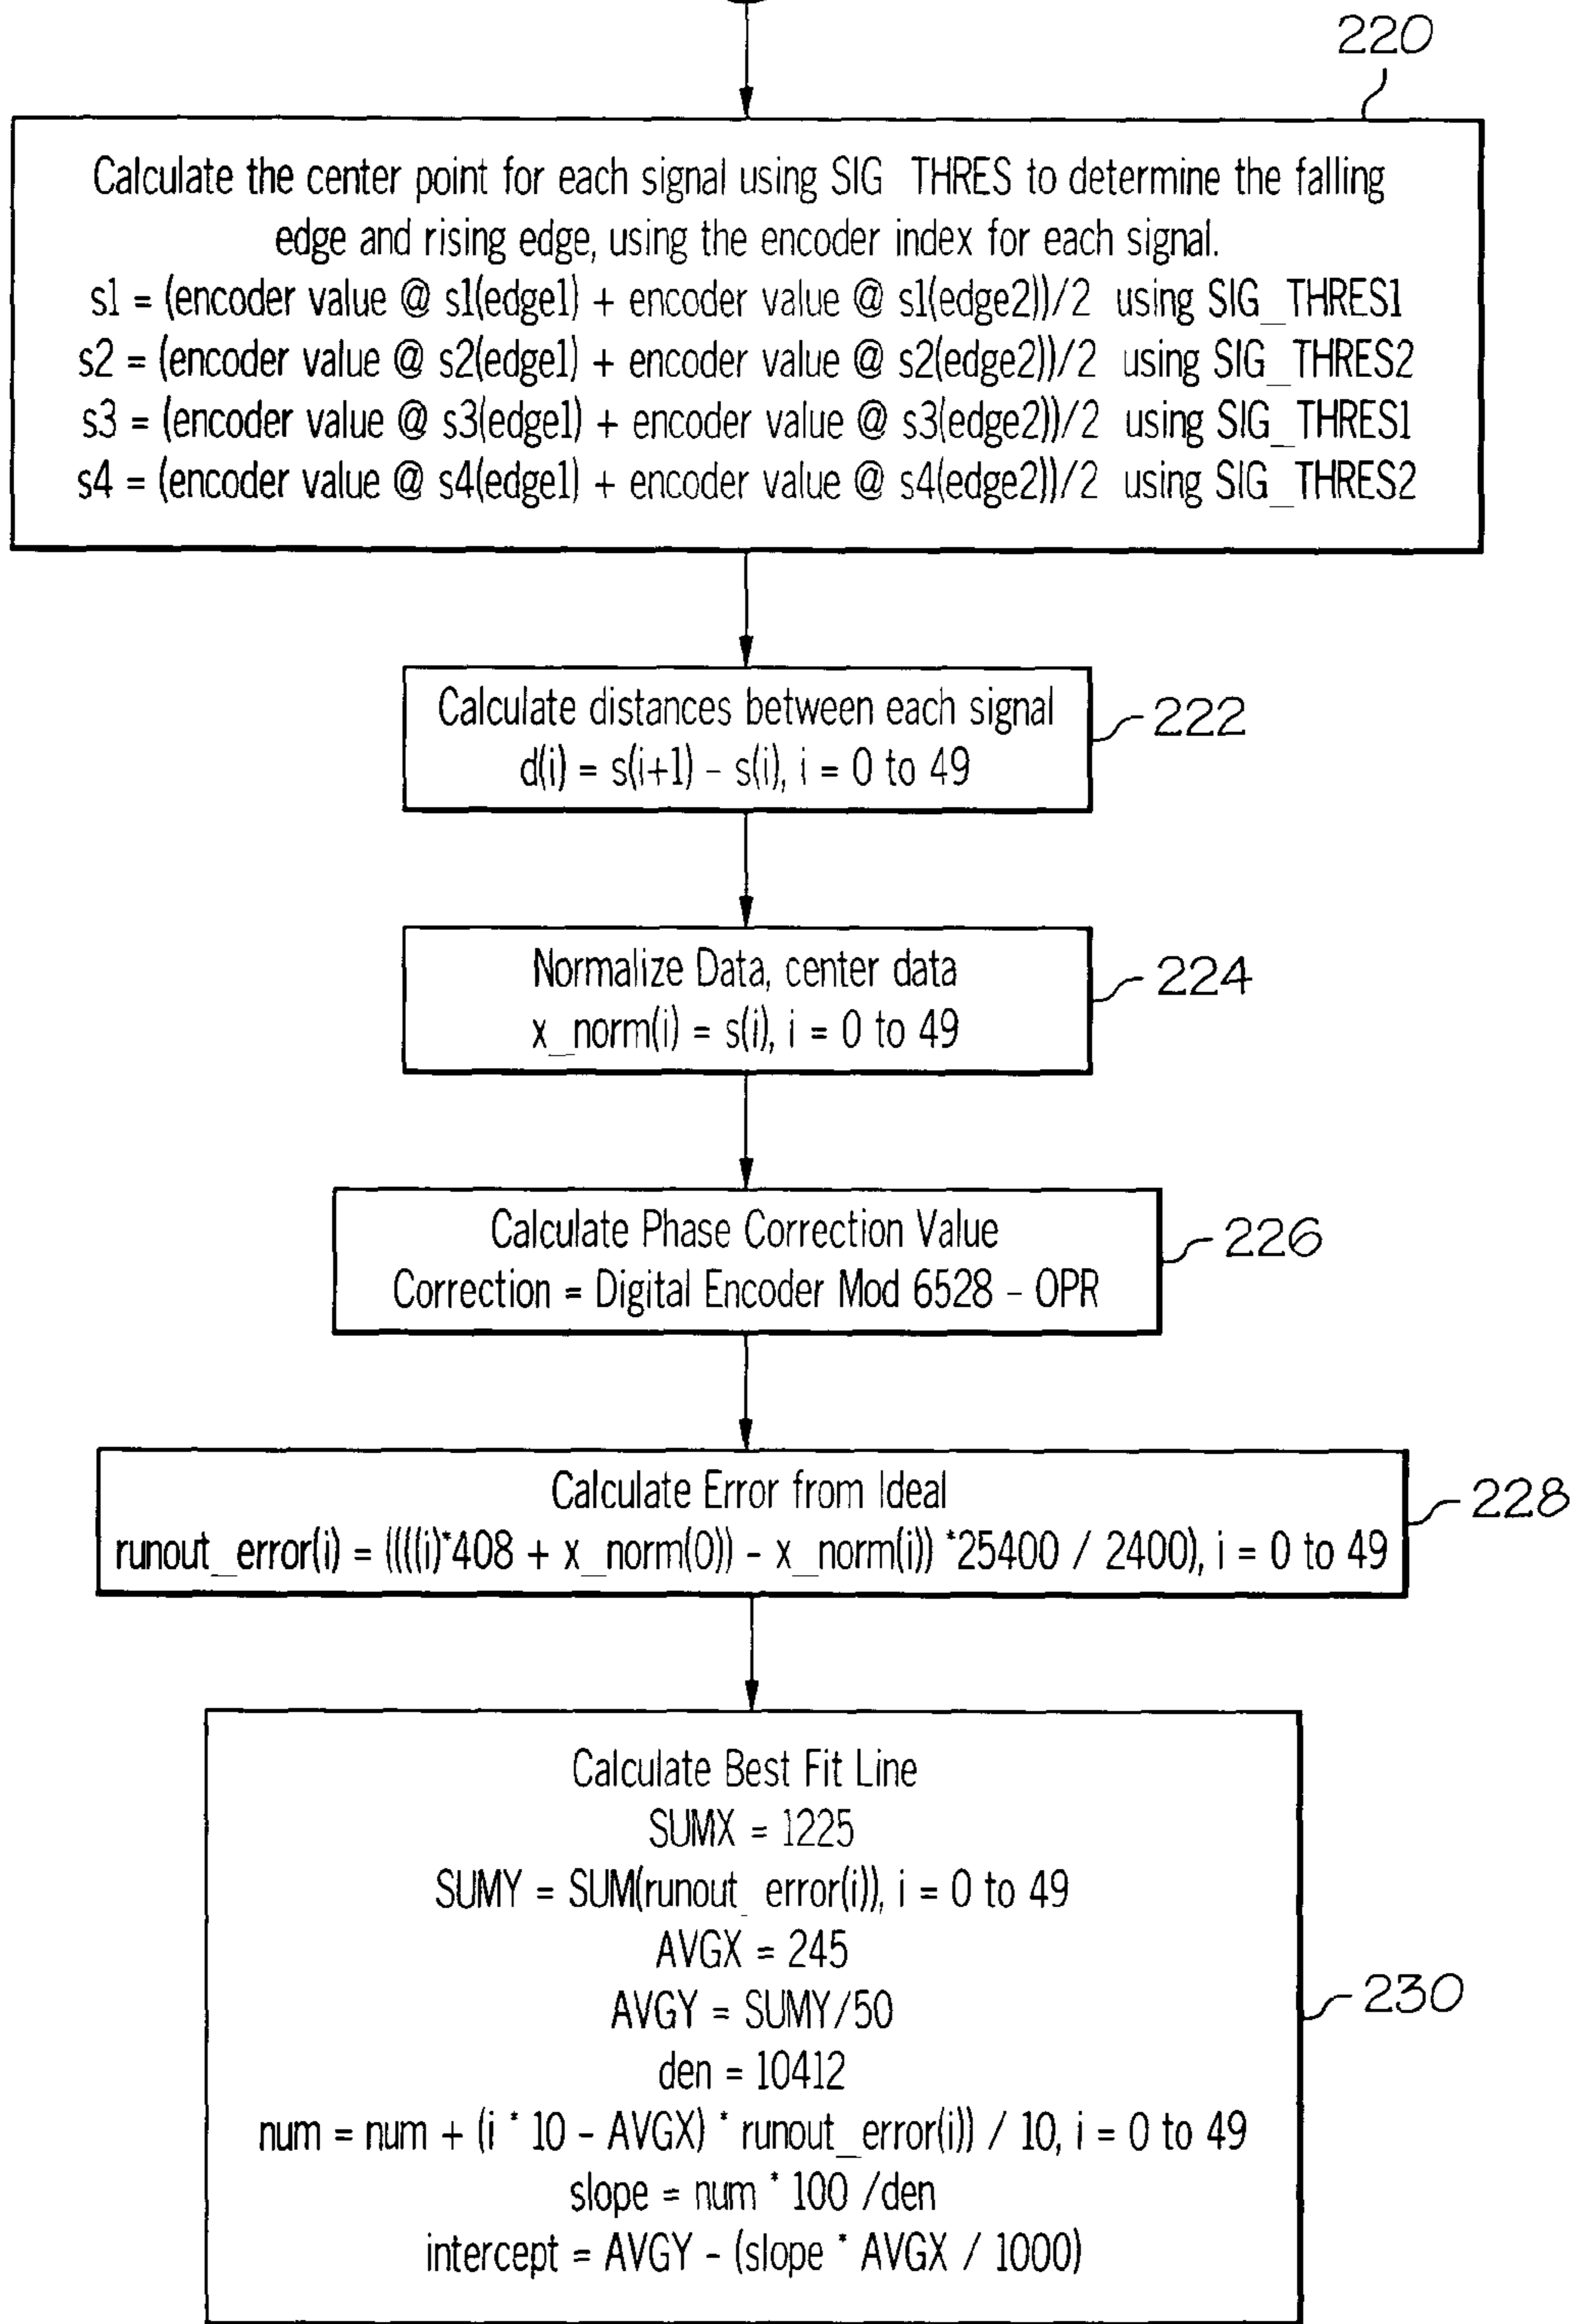 220
Calculate the center point for each signal using SIG THRES to determine the falling
edge and rising edge, using the encoder index for each signal.
s1 = (encoder value @ s1(edge1) + encoder value @ s1(edge2))/2 using SIG_THRES1
s2 = (encoder value @ s2(edge1) + encoder value @ s2(edge2))/2 using SIG_THRES2
s3 = (encoder value @ s3(edge1) + encoder value @ s3(edge2))/2 using SIG_THRES1
s4 = (encoder value @ s4(edge1) + encoder value @ s4(edge2))/2 using SIG_THRES2
Calculate distances between each signal
d(i) = s(i+1) - s(i), i = 0 to 49
222
Normalize Data, center data
x_norm(i) = s(i), i = 0 to 49
224
Calculate Phase Correction Value
Correction = Digital Encoder Mod 6528 - OPR
226
Calculate Error from Ideal
runout_error(i) = ((((i)*408 + x_norm(0)) - x_norm(i)) *25400 / 2400), i = 0 to 49
228
Calculate Best Fit Line
SUMX = 1225
SUMY = SUM(runout_error(i)), i = 0 to 49
AVGX = 245
AVGY = SUMY/50
den = 10412
num = num + (i * 10 - AVGX) * runout_error(i)) / 10, i = 0 to 49
slope = num * 100 /den
intercept = AVGY - (slope * AVGX / 1000)
230